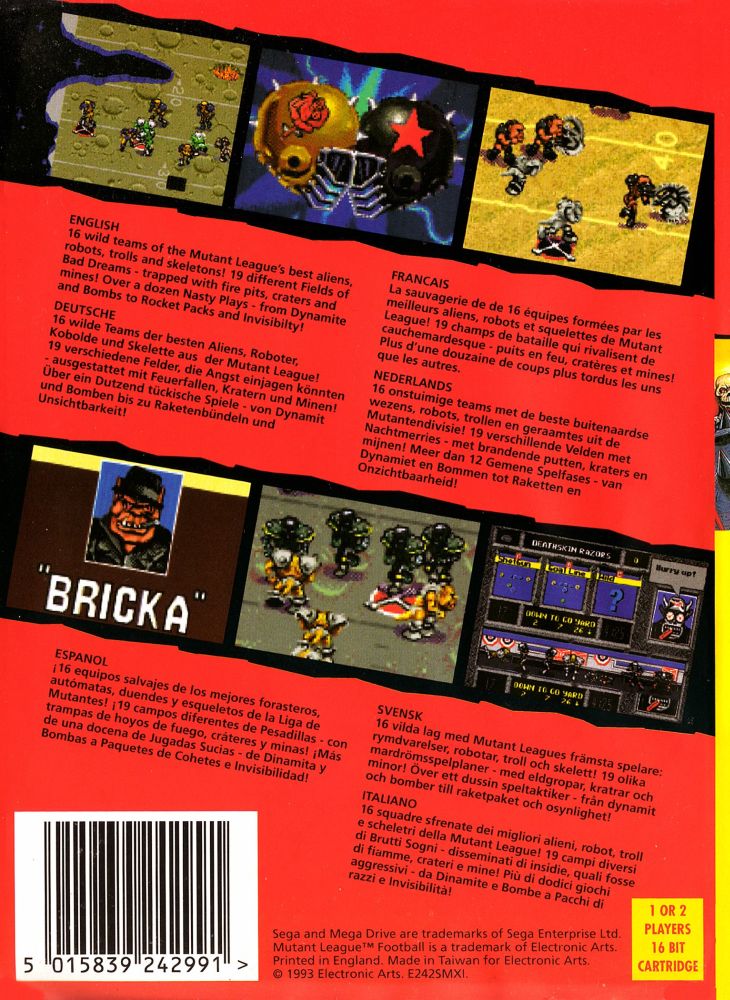 20
40
ENGLISH
16 wild teams of the Mutant League's best aliens,
robots, trolls and skeletons! 19 different Fields of
Bad Dreams - trapped with fire pits, craters and
mines! Over a dozen Nasty Plays - from Dynamite
and Bombs to Rocket Packs and Invisibilty!
DEUTSCHE
16 wilde Teams der besten Aliens, Roboter,
Kobolde und Skelette aus der Mutant League!
19 verschiedene Felder, die Angst einjagen könnten
- ausgestattet mit Feuerfallen, Kratern und Minen!
Über ein Dutzend tückische Spiele - von Dynamit
und Bomben bis zu Raketenbündeln und
Unsichtbarkeit!
FRANCAIS
La sauvagerie de de 16 équipes formées par les
meilleurs aliens, robots et squelettes de Mutant
League! 19 champs de bataille qui rivalisent de
cauchemardesque - puits en feu, cratères et mines!
Plus d'une douzaine de coups plus tordus les uns
que les autres.
NEDERLANDS
16 onstuimige teams met de beste buitenaardse
wezens, robots, trollen en geraamtes uit de
Mutantendivisie! 19 verschillende Velden met
Nachtmerries - met brandende putten, kraters en
mijnen! Meer dan 12 Gemene Spelfases - van
Dynamiet en Bommen tot Raketten en
Onzichtbaarheid!
"BRICKA"
DEATHSKIN RAZORS 0
Shotgun Goal Line Mild
?
Hurry up!
DOWN TO GO YARD
2 7 26
DOWN TO GO YARD
2 7 26
ESPANOL
¡16 equipos salvajes de los mejores forasteros,
autómatas, duendes y esqueletos de la Liga de
Mutantes! ¡19 campos diferentes de Pesadillas - con
trampas de hoyos de fuego, cráteres y minas! ¡Más
de una docena de Jugadas Sucias - de Dinamita y
Bombas a Paquetes de Cohetes e Invisibilidad!
SVENSK
16 vilda lag med Mutant Leagues främsta spelare:
rymdvarelser, robotar, troll och skelett! 19 olika
mardrömsspelplaner - med eldgropar, kratrar och
minor! Över ett dussin speltaktiker - från dynamit
och bomber till raketpaket och osynlighet!
ITALIANO
16 squadre sfrenate dei migliori alieni, robot, troll
e scheletri della Mutant League! 19 campi diversi
di Brutti Sogni - disseminati di insidie, quali fosse
di fiamme, crateri e mine! Più di dodici giochi
aggressivi - da Dinamite e Bombe a Pacchi di
razzi e Invisibilità!
5 015839 242991 >
Sega and Mega Drive are trademarks of Sega Enterprise Ltd.
Mutant League™ Football is a trademark of Electronic Arts.
Printed in England. Made in Taiwan for Electronic Arts.
© 1993 Electronic Arts. E242SMXI.
1 OR 2
PLAYERS
16 BIT
CARTRIDGE